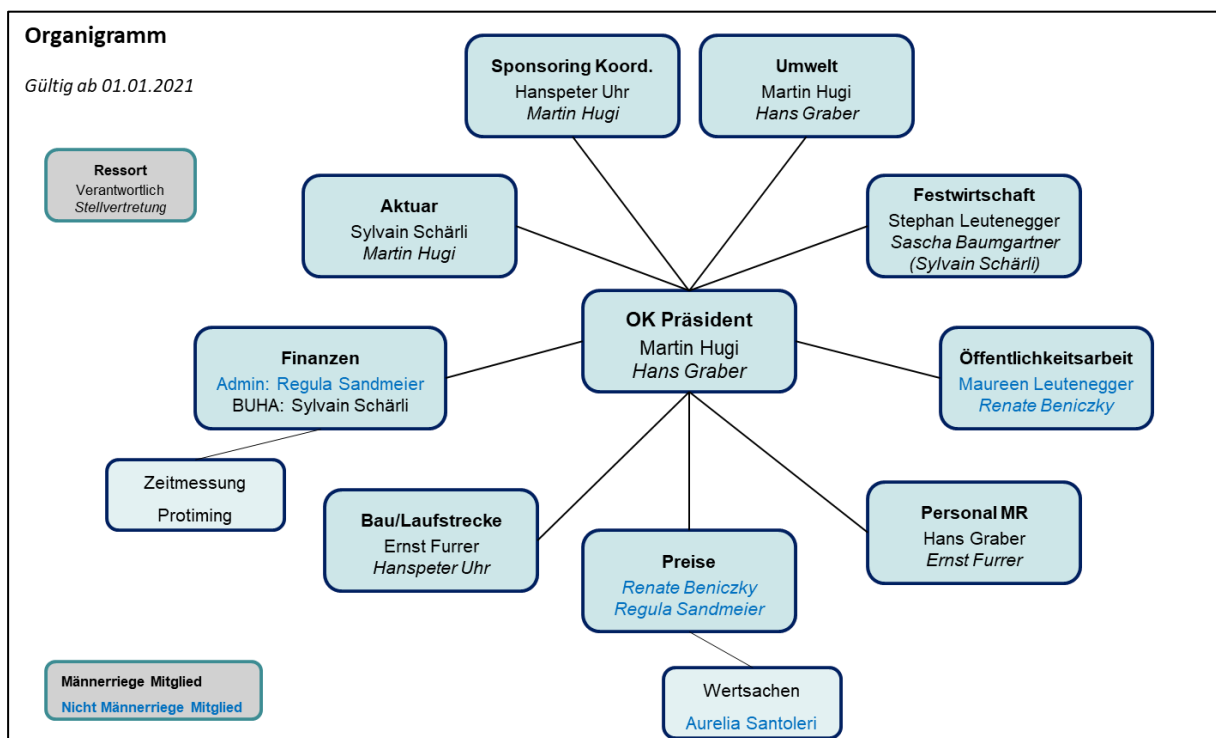 Organigramm
Gültig ab 01.01.2021
Sponsoring Koord.
Hanspeter Uhr
Martin Hugi
Umwelt
Martin Hugi
Hans Graber
Ressort
Verantwortlich
Stellvertretung
Aktuar
Sylvain Schärli
Martin Hugi
Festwirtschaft
Stephan Leutenegger
Sascha Baumgartner
(Sylvain Schärli)
OK Präsident
Martin Hugi
Hans Graber
Finanzen
Admin: Regula Sandmeier
BUHA: Sylvain Schärli
Öffentlichkeitsarbeit
Maureen Leutenegger
Renate Beniczky
Zeitmessung
Protiming
Bau/Laufstrecke
Ernst Furrer
Hanspeter Uhr
Preise
Renate Beniczky
Regula Sandmeier
Personal MR
Hans Graber
Ernst Furrer
Männerriege Mitglied
Nicht Männerriege Mitglied
Wertsachen
Aurelia Santoleri